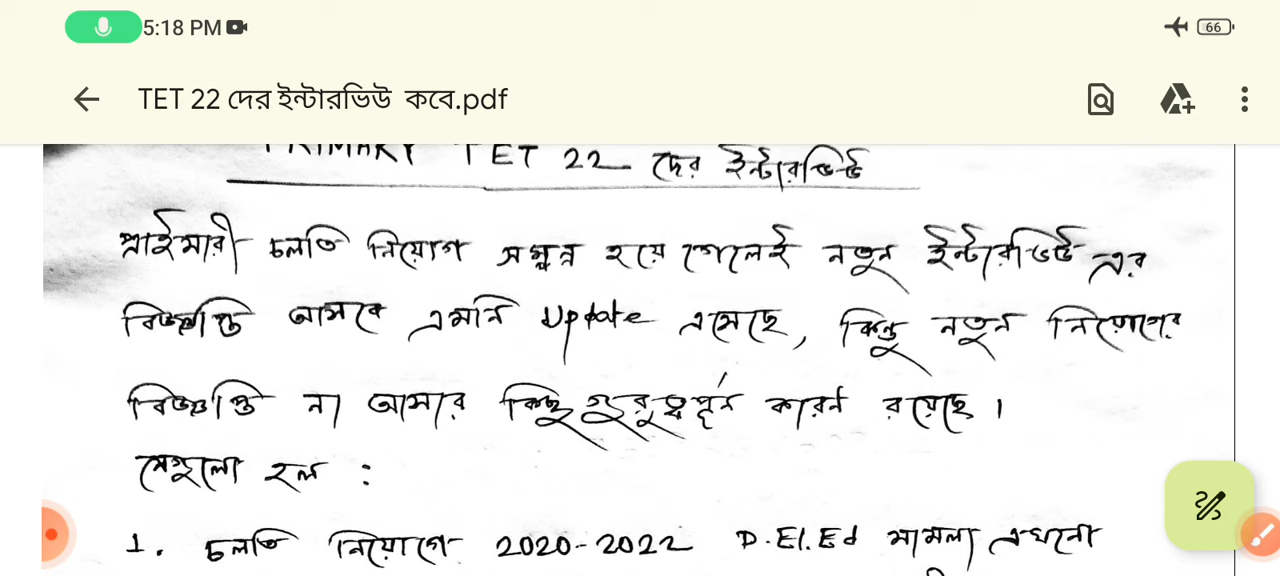 5:18 PM
66
TET 22 দের ইন্টারভিউ কবে.pdf
PRIMARY TET 22 দের ইন্টারভিউ
প্রাইমারী চলতি নিয়োগ সম্পন্ন হয়ে গেলেই নতুন ইন্টারভিউ এর
বিজ্ঞপ্তি আসবে এমনি Update এসেছে, কিন্তু নতুন নিয়োগের
বিজ্ঞপ্তি না আসার কিছু গুরুত্বপূর্ন কারন রয়েছে।
সেগুলো হল :
1. চলতি নিয়োগে 2020-2022 D.El.Ed মামলা এখনো